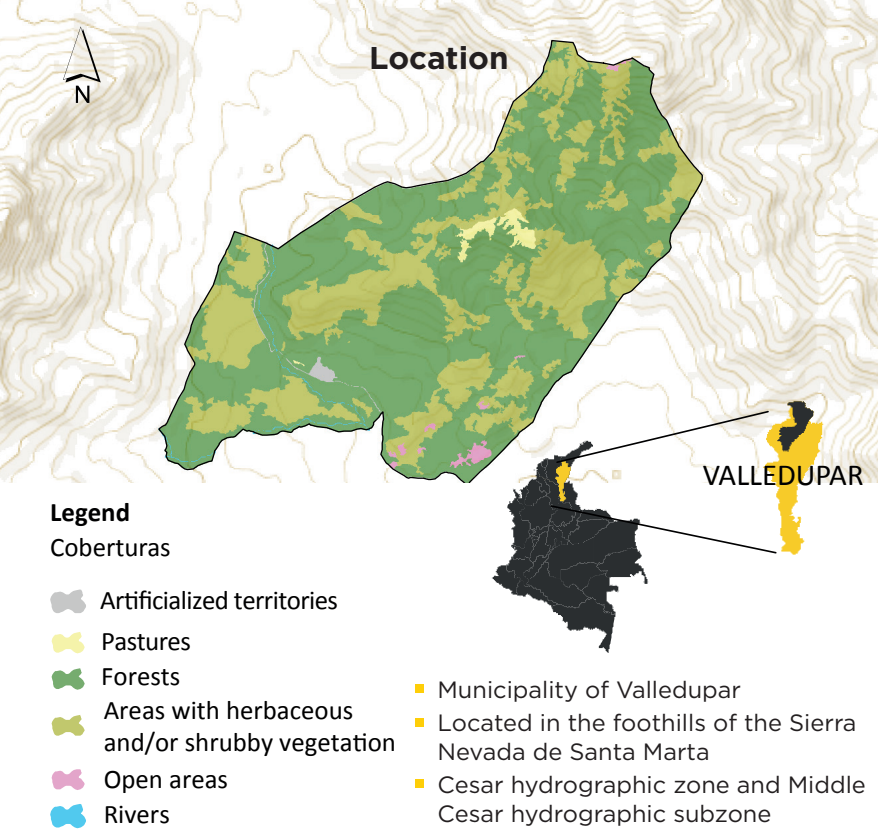 Location
N
VALLEDUPAR
Legend
Coberturas
Artificialized territories
Pastures
Forests
Areas with herbaceous
and/or shrubby vegetation
Open areas
Rivers
Municipality of Valledupar
Located in the foothills of the Sierra
Nevada de Santa Marta
Cesar hydrographic zone and Middle
Cesar hydrographic subzone